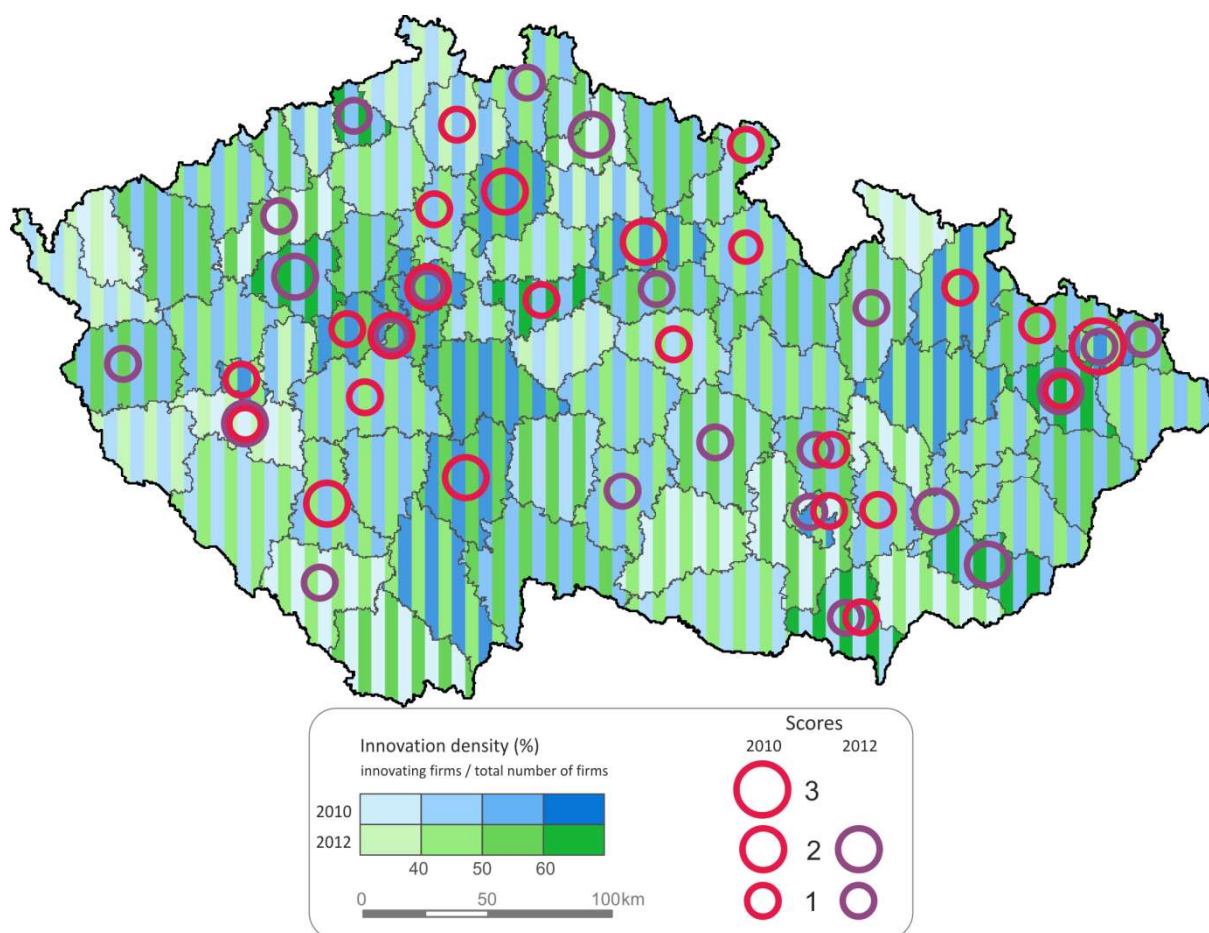 Innovation density (%)
innovating firms / total number of firms
2010
2012
40 50 60
0 50 100km
Scores
2010 2012
3
2
1